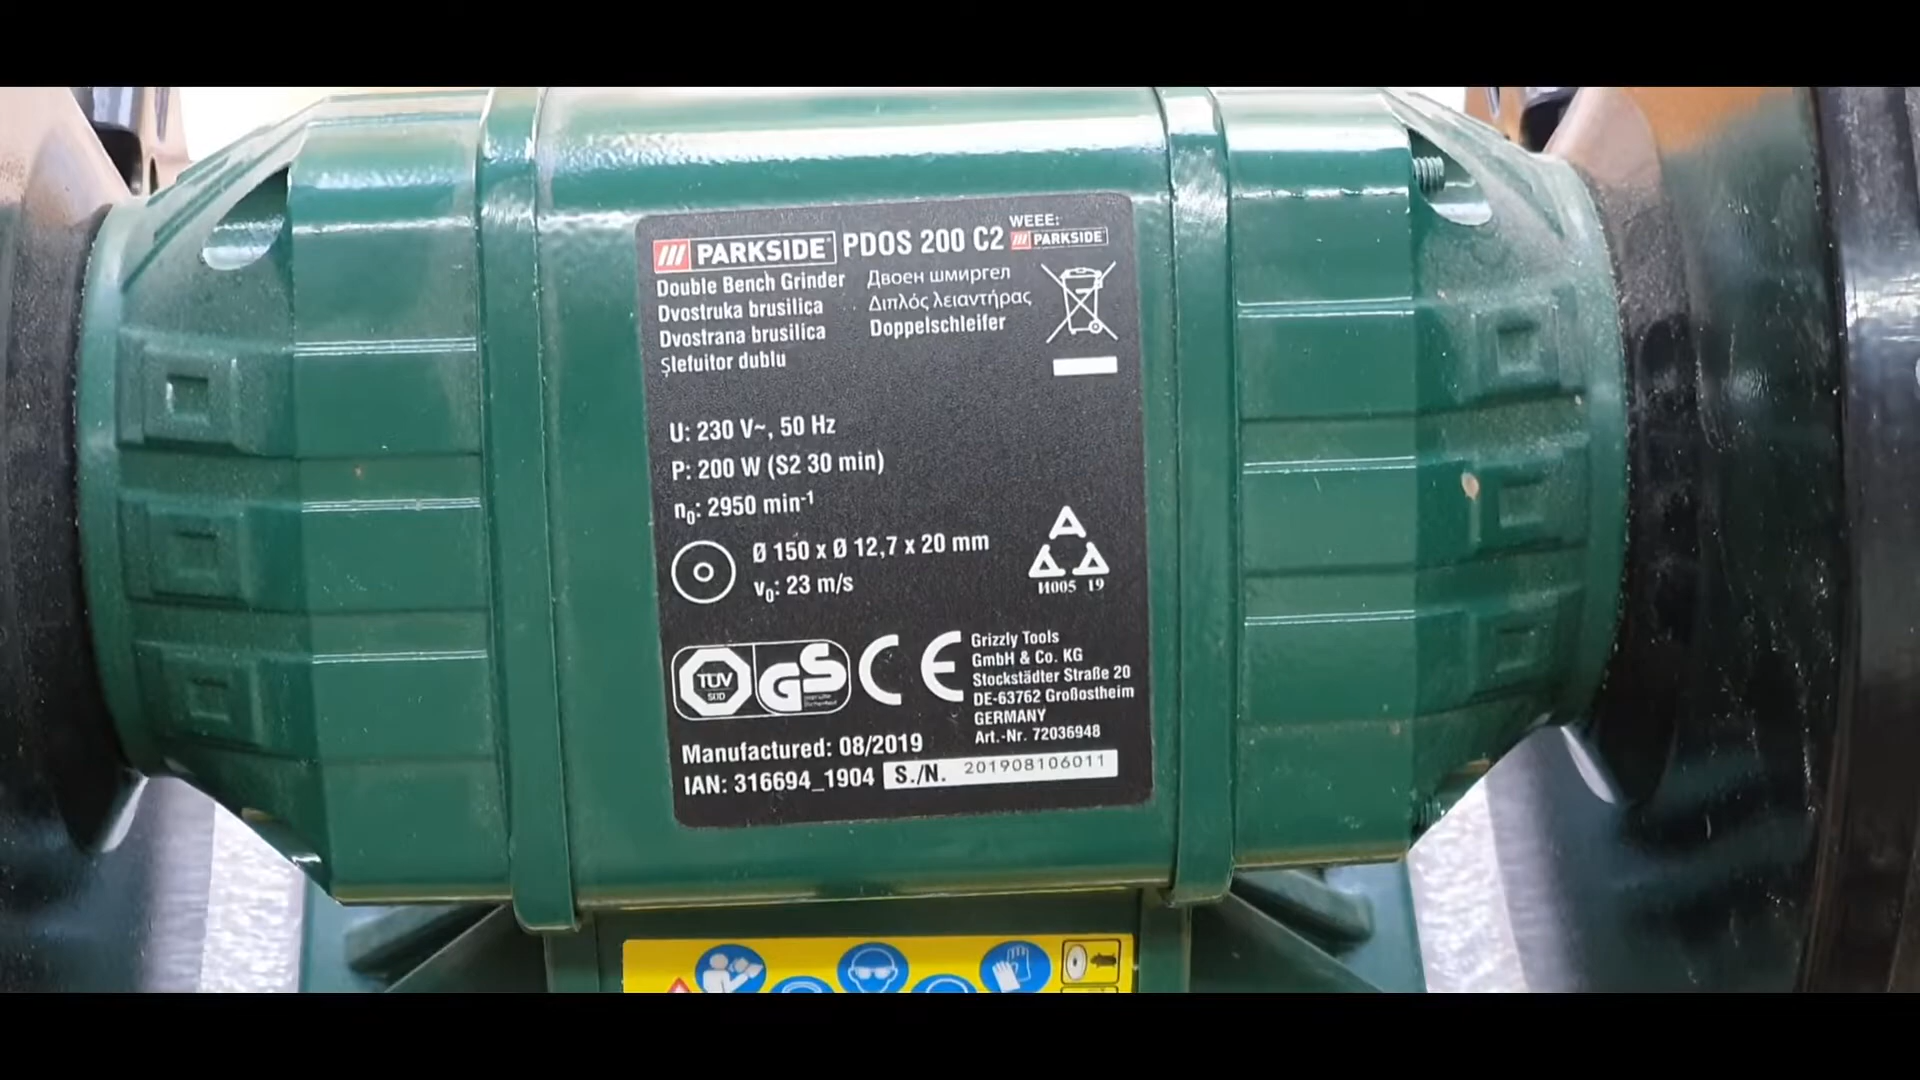 PARKSIDE PDOS 200 C2
WEEE:
PARKSIDE
Double Bench Grinder
Dvostruka brusilica
Dvostrana brusilica
Şlefuitor dublu
Двоен шмиргел
Διπλός λειαντήρας
Doppelschleifer
U: 230 V~, 50 Hz
P: 200 W (S2 30 min)
n₀: 2950 min⁻¹
Ø 150 x Ø 12,7 x 20 mm
v₀: 23 m/s
И005 19
TÜV
SÜD
GS
CE
Grizzly Tools
GmbH & Co. KG
Stockstädter Straße 20
DE-63762 Großostheim
GERMANY
Art.-Nr. 72036948
Manufactured: 08/2019
IAN: 316694_1904
S./N. 201908106011